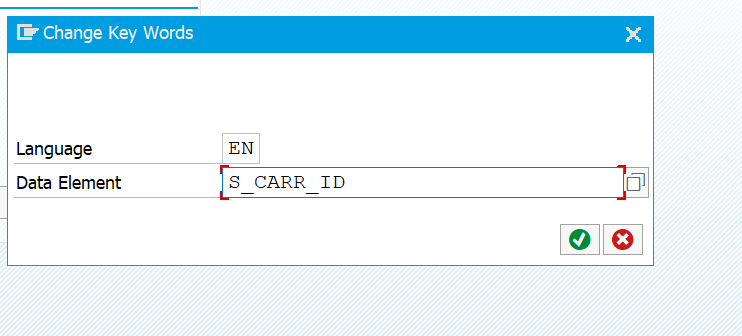 Change Key Words
Language EN
Data Element S_CARR_ID